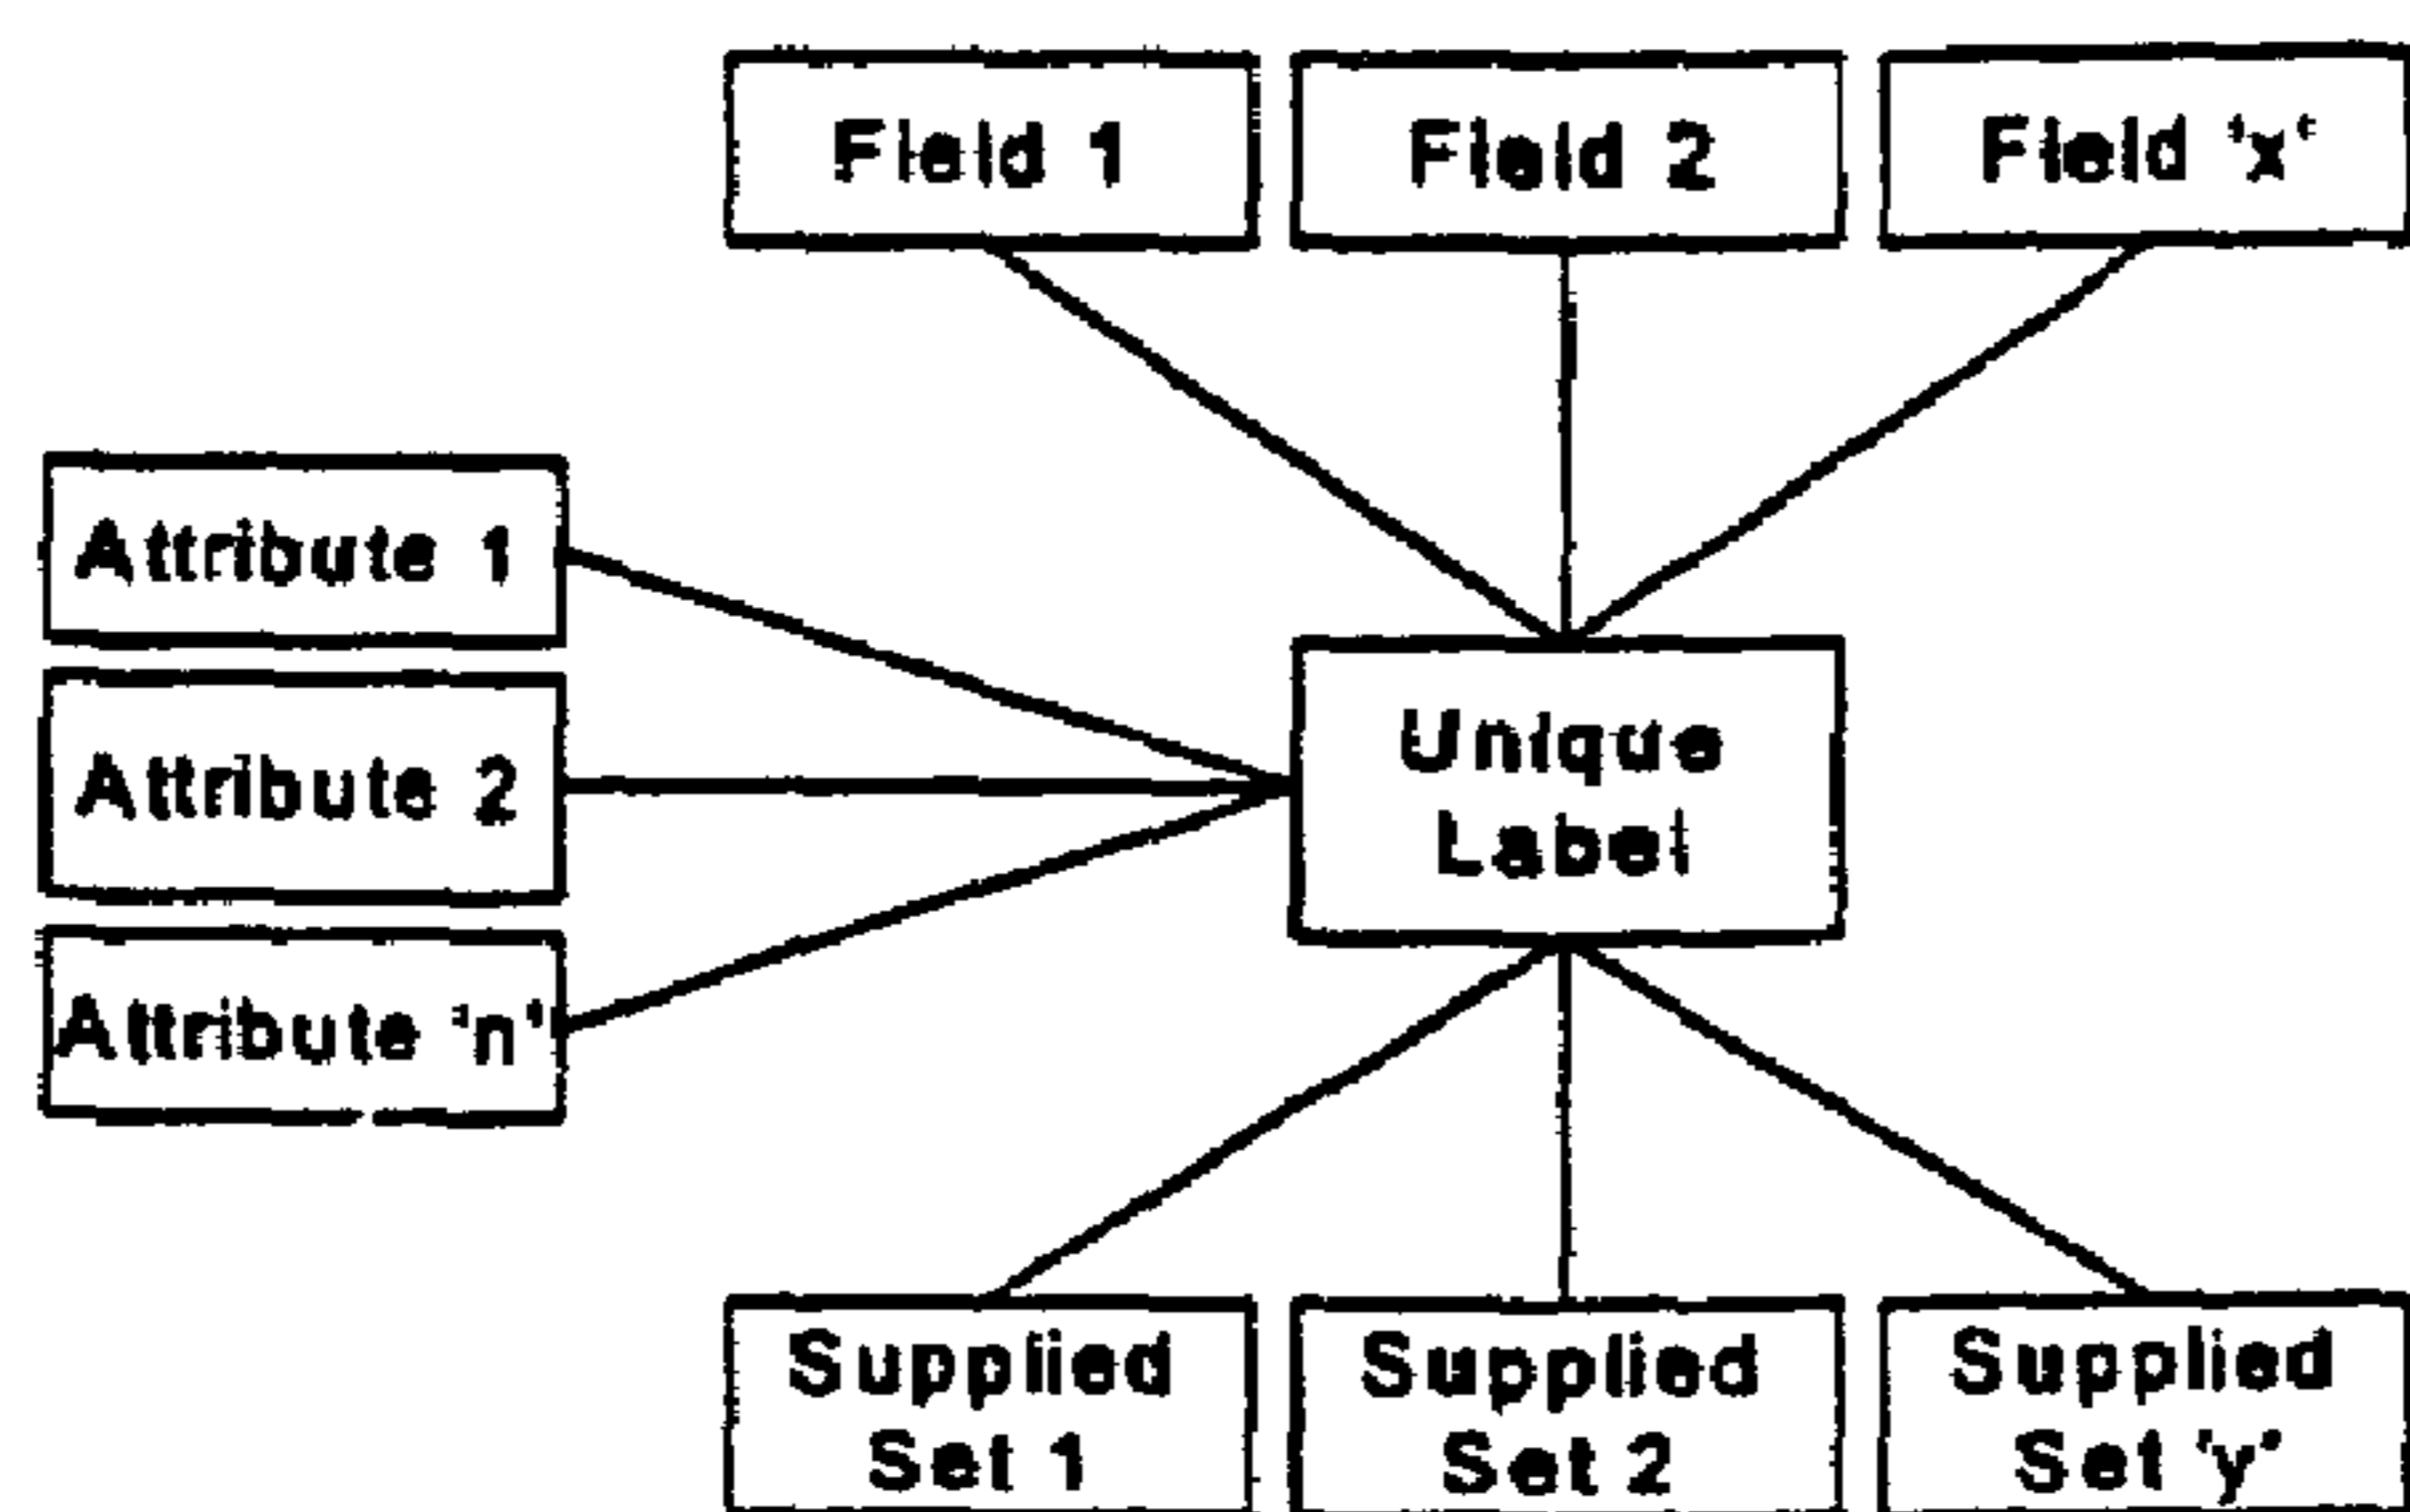 Field 1
Field 2
Field 'x'
Attribute 1
Attribute 2
Attribute 'n'
Unique
Label
Supplied
Set 1
Supplied
Set 2
Supplied
Set 'y'